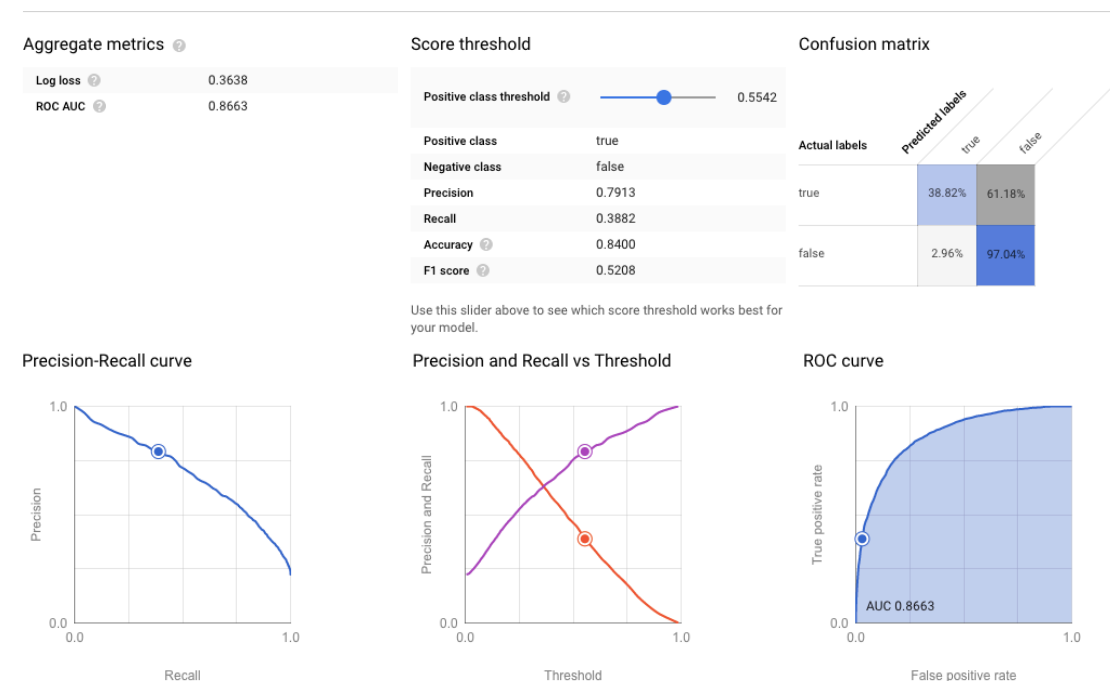 Aggregate metrics ?
Log loss ? 0.3638
ROC AUC ? 0.8663
Score threshold
Positive class threshold ? 0.5542
Positive class true
Negative class false
Precision 0.7913
Recall 0.3882
Accuracy ? 0.8400
F1 score ? 0.5208
Use this slider above to see which score threshold works best for
your model.
Confusion matrix
Predicted labels
true
false
Actual labels
true 38.82% 61.18%
false 2.96% 97.04%
Precision-Recall curve
1.0
Precision
0.0
0.0 1.0
Recall
Precision and Recall vs Threshold
1.0
Precision and Recall
0.0
0.0 1.0
Threshold
ROC curve
1.0
True positive rate
AUC 0.8663
0.0
0.0 1.0
False positive rate